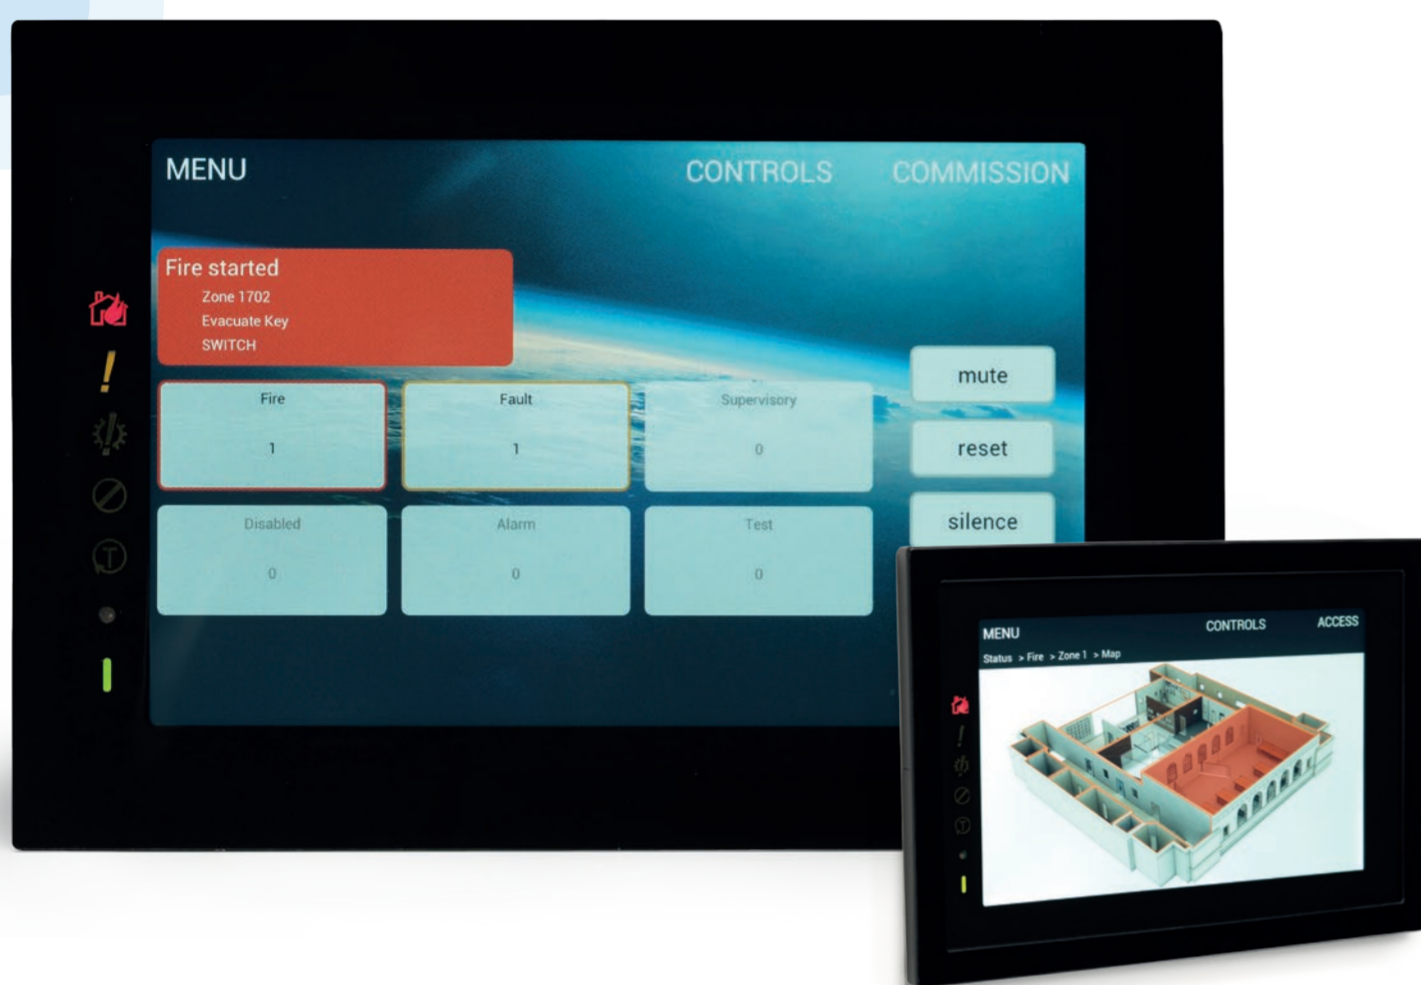 MENU CONTROLS COMMISSION
Fire started
Zone 1702
Evacuate Key
SWITCH
mute
Fire Fault Supervisory
1 1 0
reset
Disabled Alarm Test
0 0 0
silence
MENU CONTROLS ACCESS
Status > Fire > Zone 1 > Map